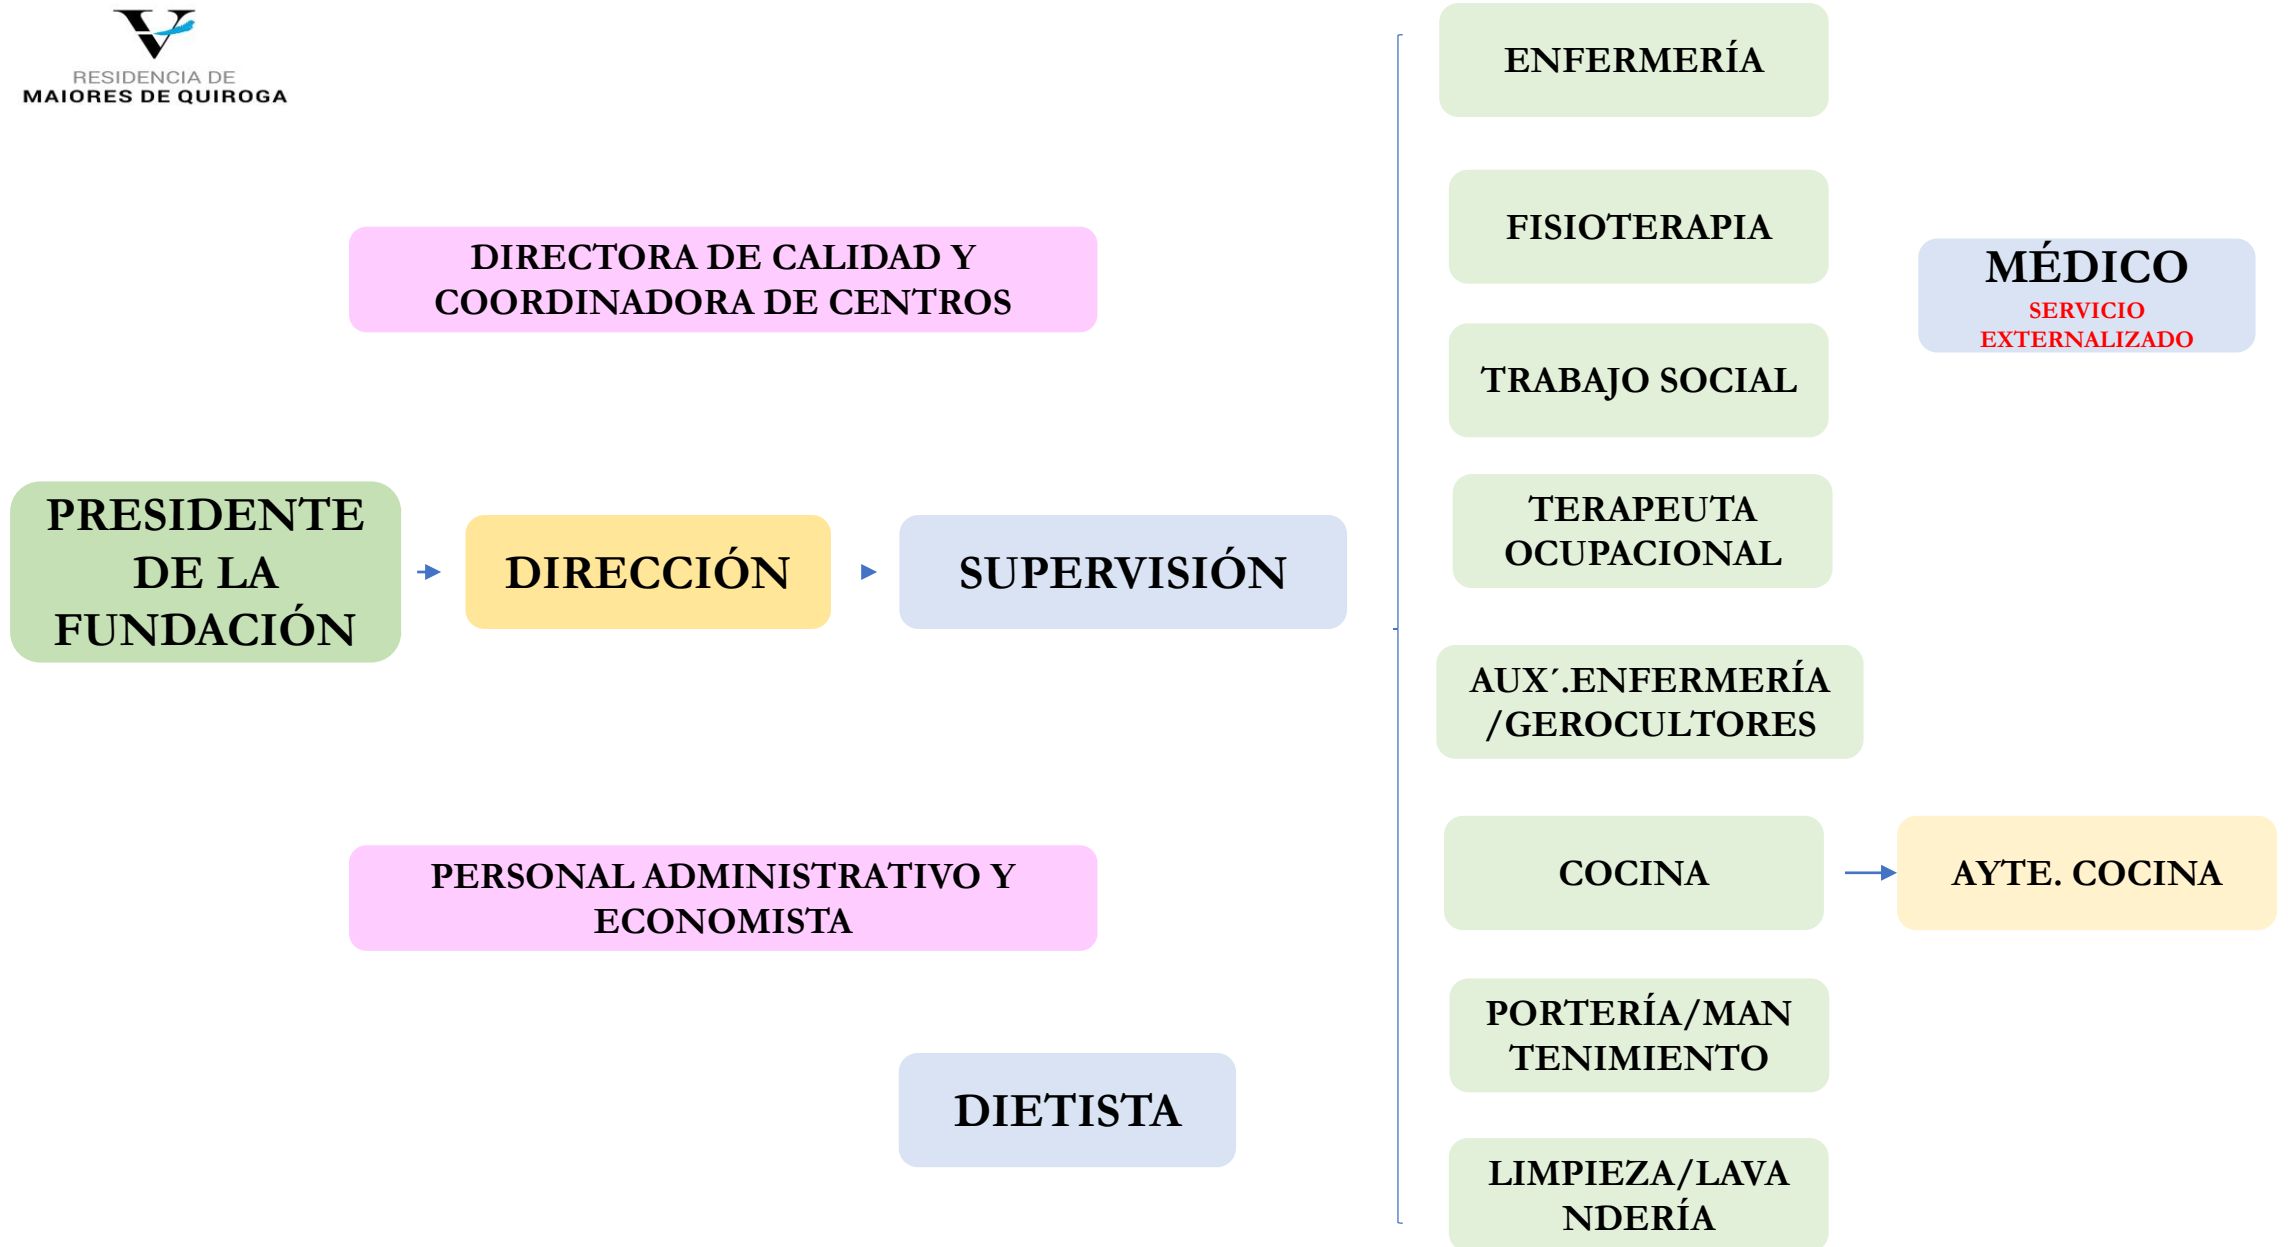 RESIDENCIA DE
MAIORES DE QUIROGA
ENFERMERÍA
FISIOTERAPIA
DIRECTORA DE CALIDAD Y
COORDINADORA DE CENTROS
MÉDICO
SERVICIO
EXTERNALIZADO
TRABAJO SOCIAL
PRESIDENTE
DE LA
FUNDACIÓN
DIRECCIÓN
SUPERVISIÓN
TERAPEUTA
OCUPACIONAL
AUX´.ENFERMERÍA
/GEROCULTORES
PERSONAL ADMINISTRATIVO Y
ECONOMISTA
COCINA
AYTE. COCINA
PORTERÍA/MAN
TENIMIENTO
DIETISTA
LIMPIEZA/LAVA
NDERÍA